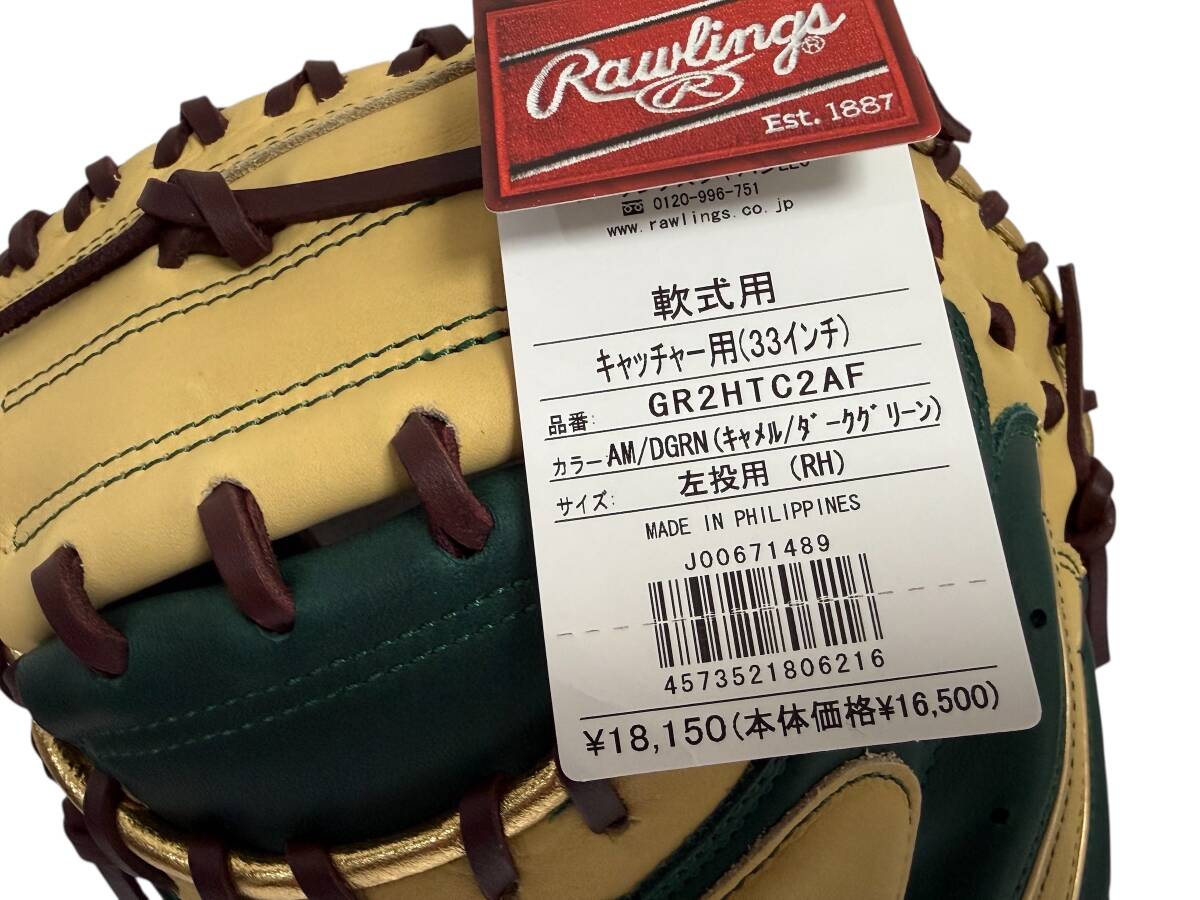 Rawlings®
R
Est. 1887
0120-996-751
www.rawlings.co.jp
軟式用
ｷｬｯﾁｬｰ用(33ｲﾝﾁ)
品番: GR2HTC2AF
ｶﾗｰ AM/DGRN(ｷｬﾒﾙ/ﾀﾞｰｸｸﾞﾘｰﾝ)
ｻｲｽﾞ: 左投用 (RH)
MADE IN PHILIPPINES
J00671489
4573521806216
¥18,150(本体価格¥16,500)